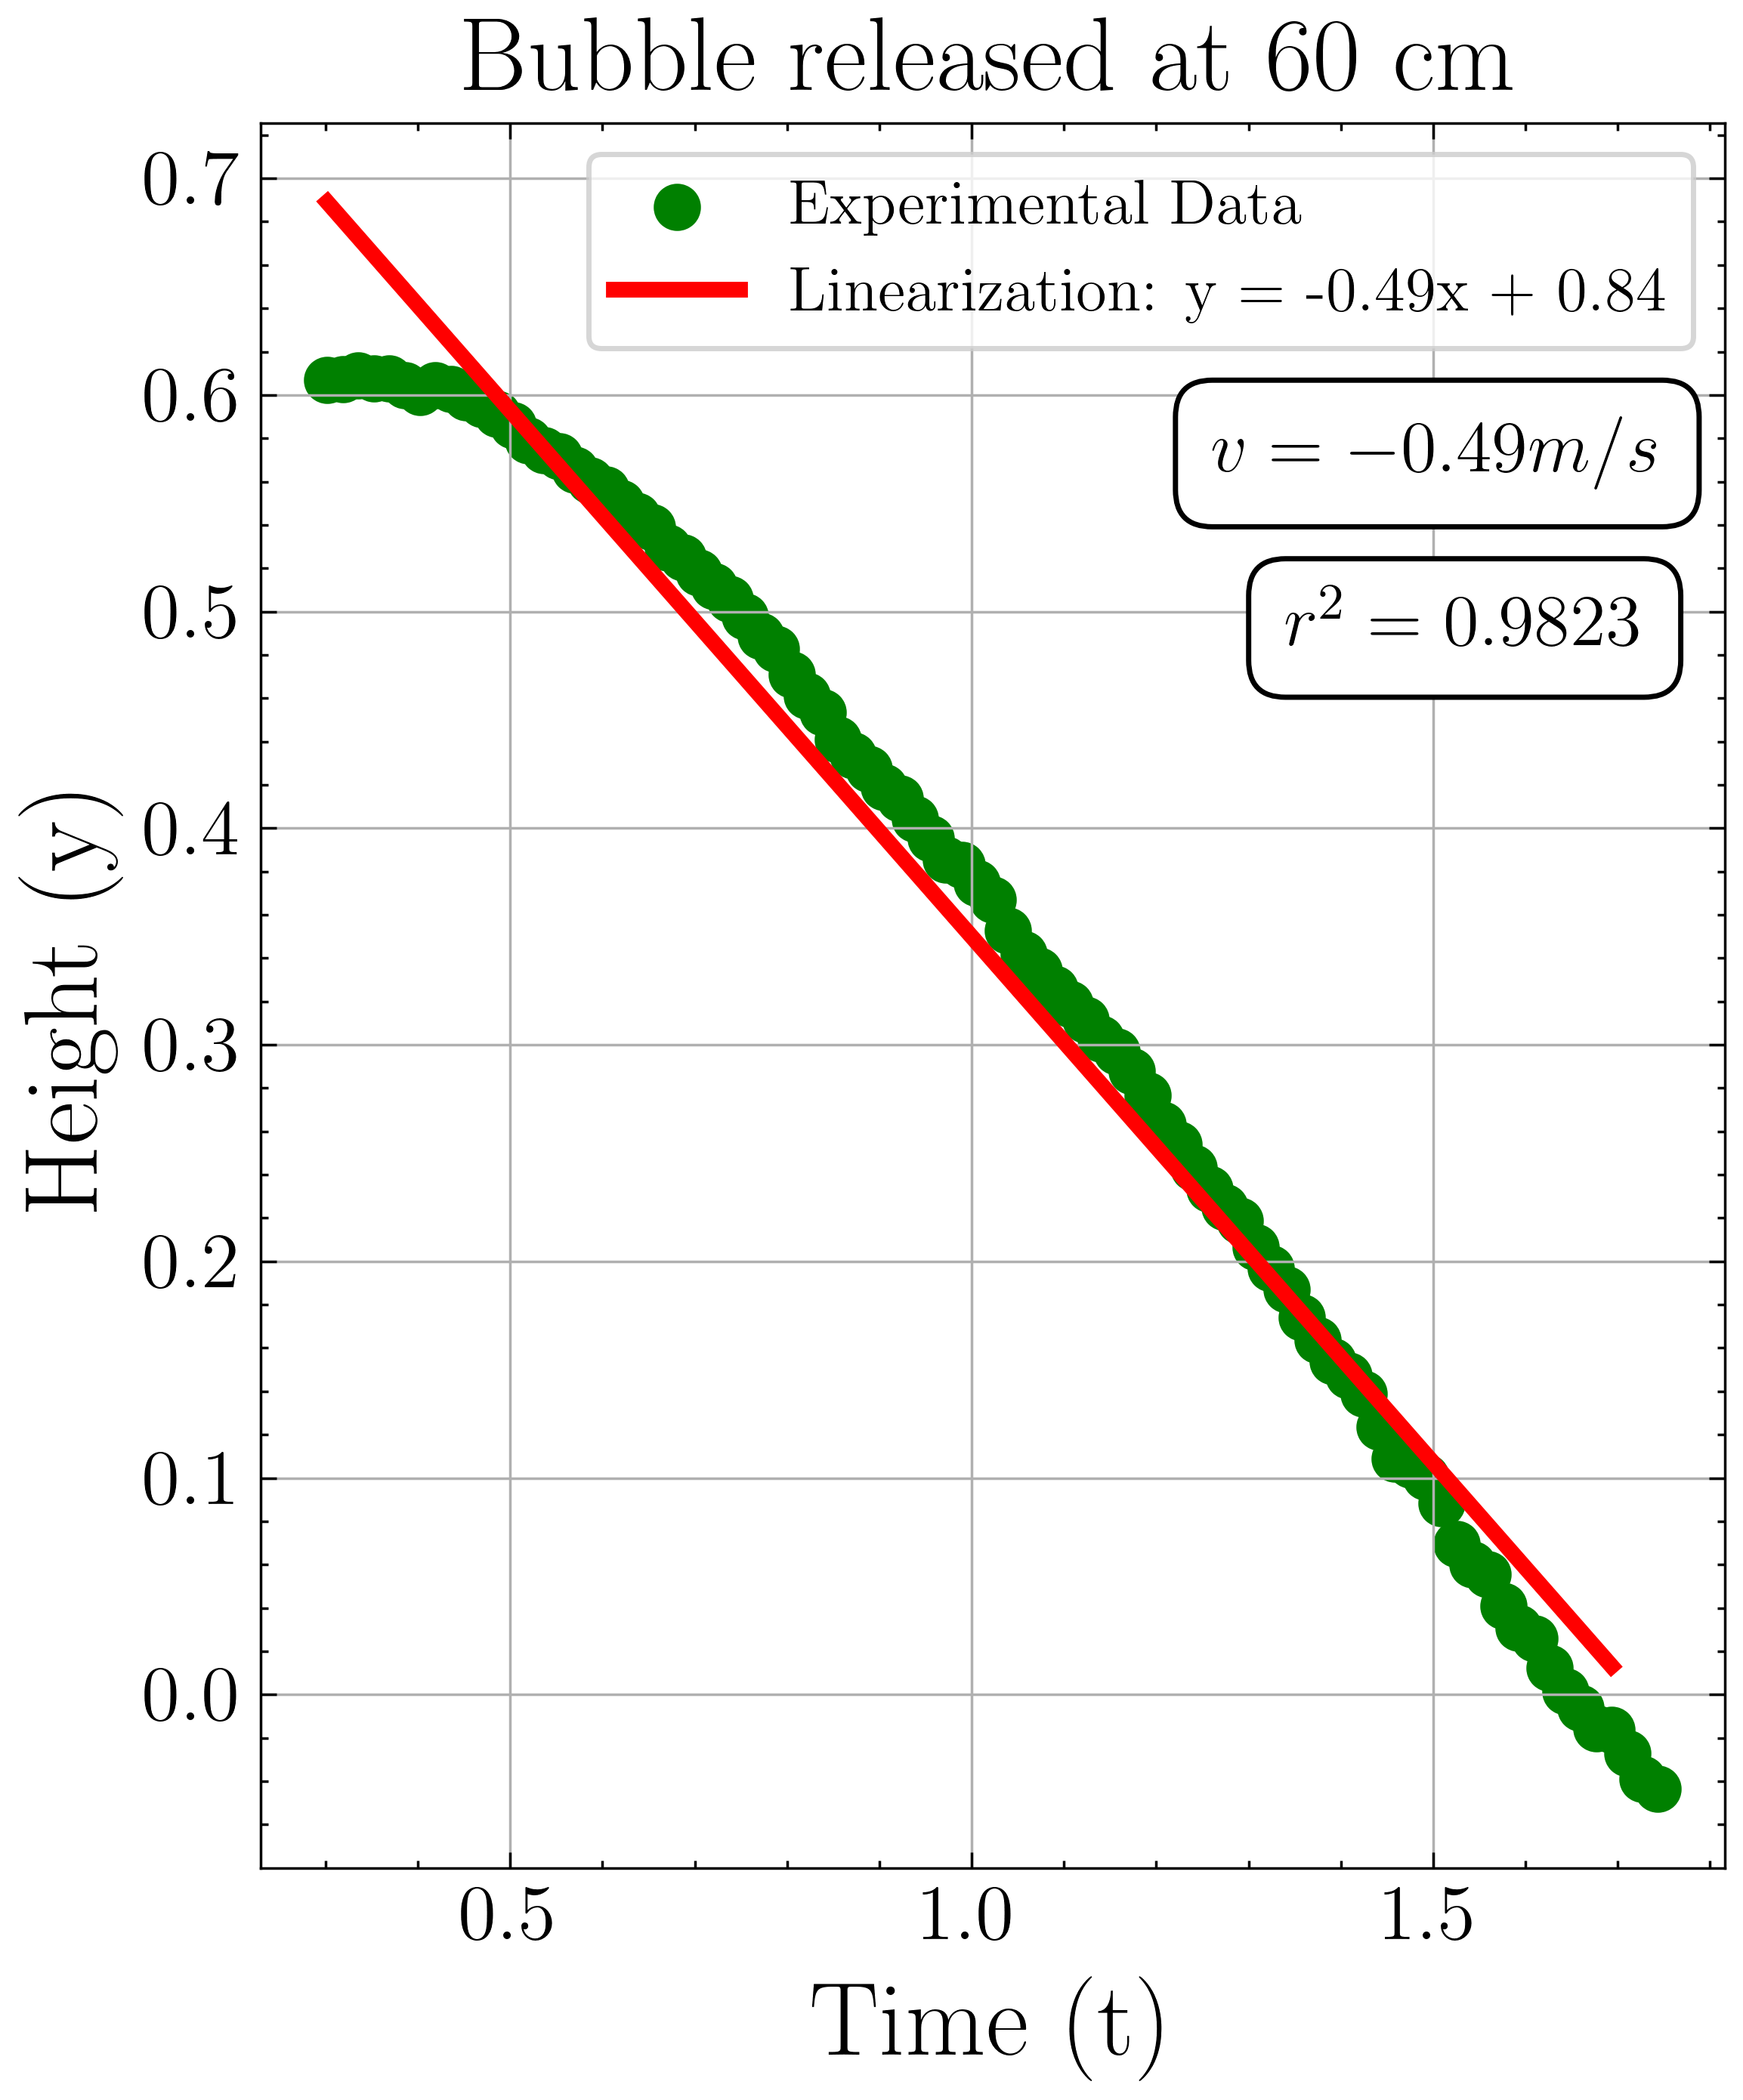 Bubble released at 60 cm
Experimental Data
Linearization: y = -0.49x + 0.84
v = −0.49m/s
r² = 0.9823
Height (y)
0.7
0.6
0.5
0.4
0.3
0.2
0.1
0.0
0.5
1.0
1.5
Time (t)